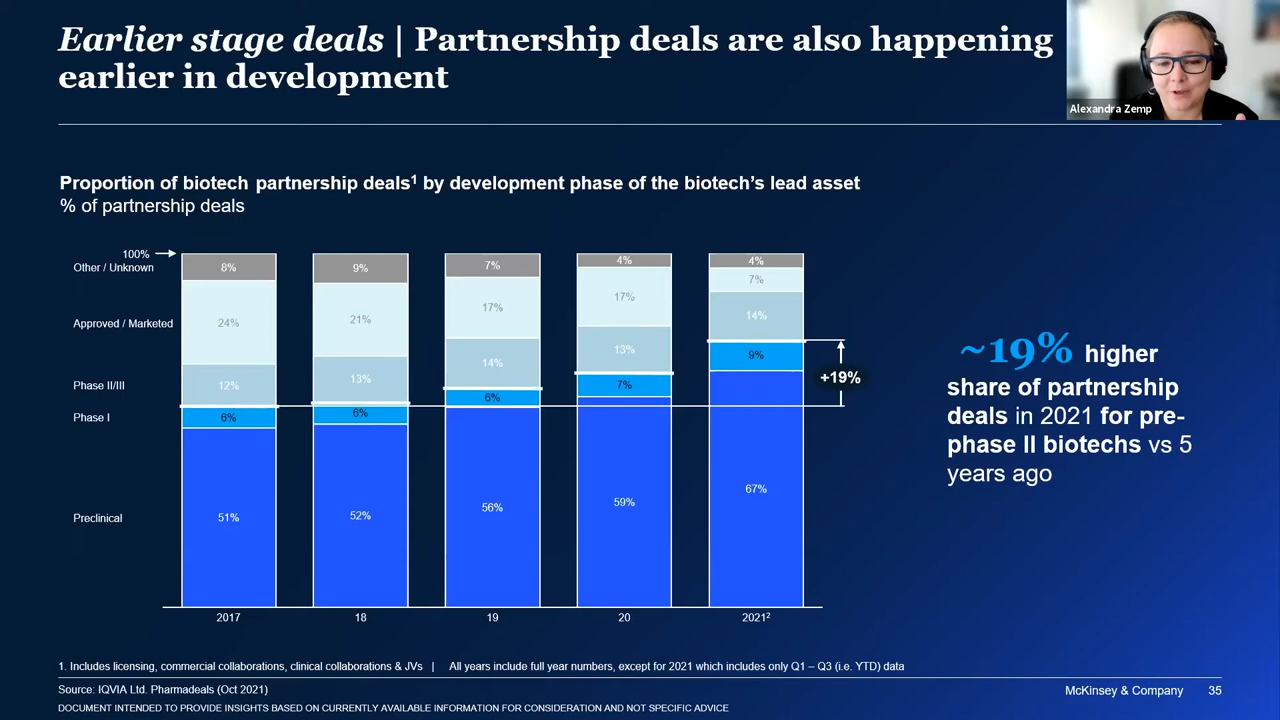 Earlier stage deals | Partnership deals are also happening
earlier in development
Alexandra Zemp
Proportion of biotech partnership deals¹ by development phase of the biotech's lead asset
% of partnership deals
100%
Other / Unknown
8%
9%
7%
4%
4%
Approved / Marketed
24%
21%
17%
17%
7%
Phase II/III
12%
13%
14%
13%
14%
Phase I
6%
6%
6%
7%
9%
Preclinical
51%
52%
56%
59%
67%
+19%
2017
18
19
20
2021²
~19% higher
share of partnership
deals in 2021 for pre-
phase II biotechs vs 5
years ago
1. Includes licensing, commercial collaborations, clinical collaborations & JVs | All years include full year numbers, except for 2021 which includes only Q1 – Q3 (i.e. YTD) data
Source: IQVIA Ltd. Pharmadeals (Oct 2021)
McKinsey & Company 35
DOCUMENT INTENDED TO PROVIDE INSIGHTS BASED ON CURRENTLY AVAILABLE INFORMATION FOR CONSIDERATION AND NOT SPECIFIC ADVICE